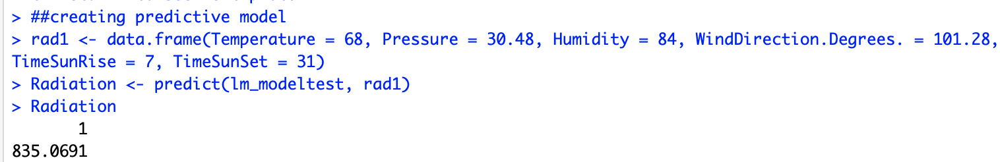 > ##creating predictive model
> rad1 <- data.frame(Temperature = 68, Pressure = 30.48, Humidity = 84, WindDirection.Degrees. = 101.28,
TimeSunRise = 7, TimeSunSet = 31)
> Radiation <- predict(lm_modeltest, rad1)
> Radiation
       1
835.0691